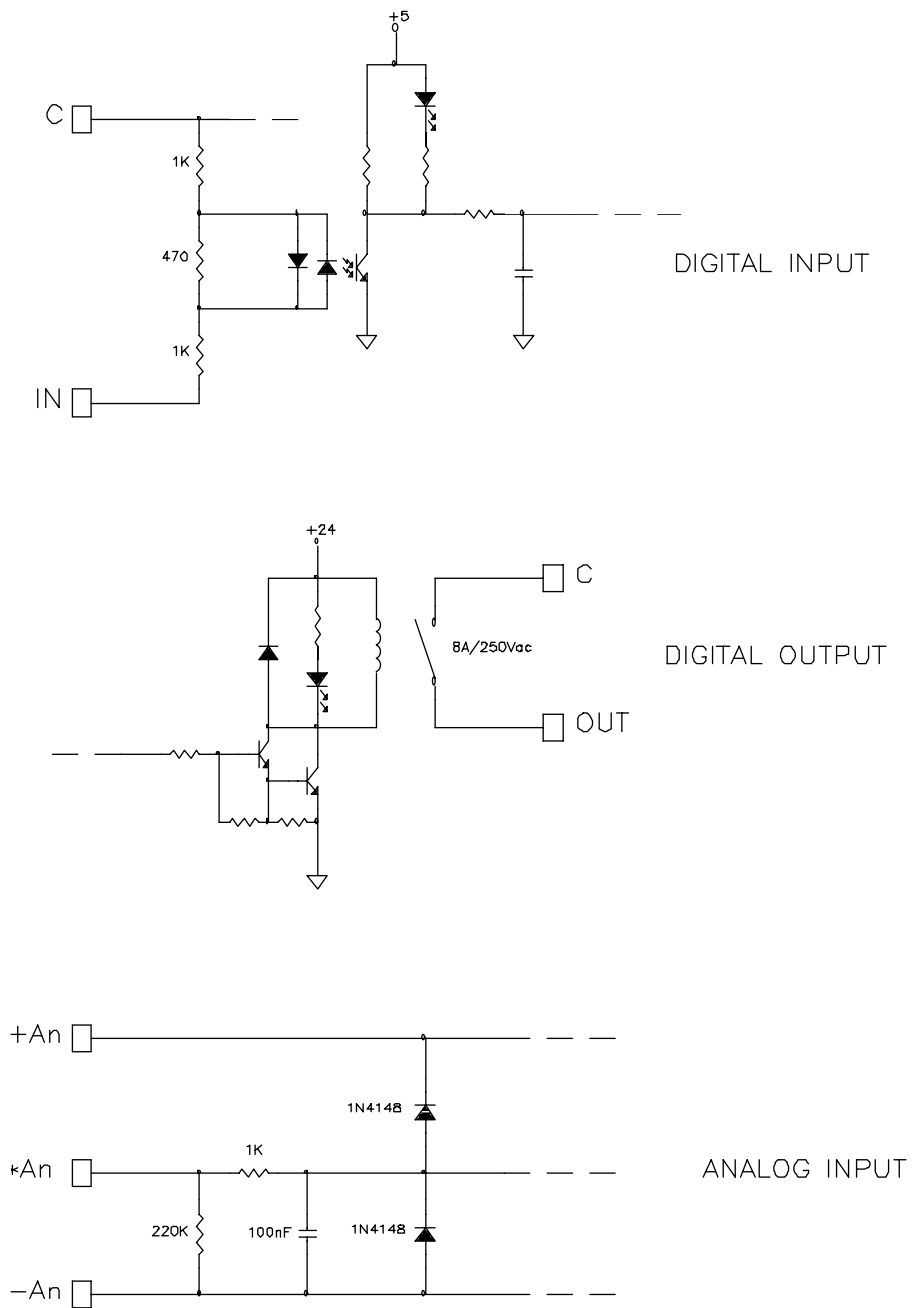 +5
C
1K
470
DIGITAL INPUT
1K
IN
+24
C
8A/250Vac
DIGITAL OUTPUT
OUT
+An
1N4148
1K
*An
ANALOG INPUT
220K
100nF
1N4148
-An